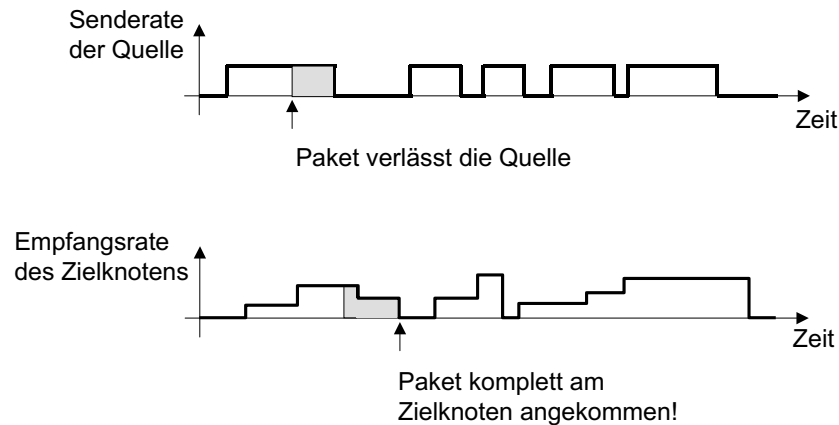 Senderate
der Quelle
Zeit
Paket verlässt die Quelle
Empfangsrate
des Zielknotens
Zeit
Paket komplett am
Zielknoten angekommen!